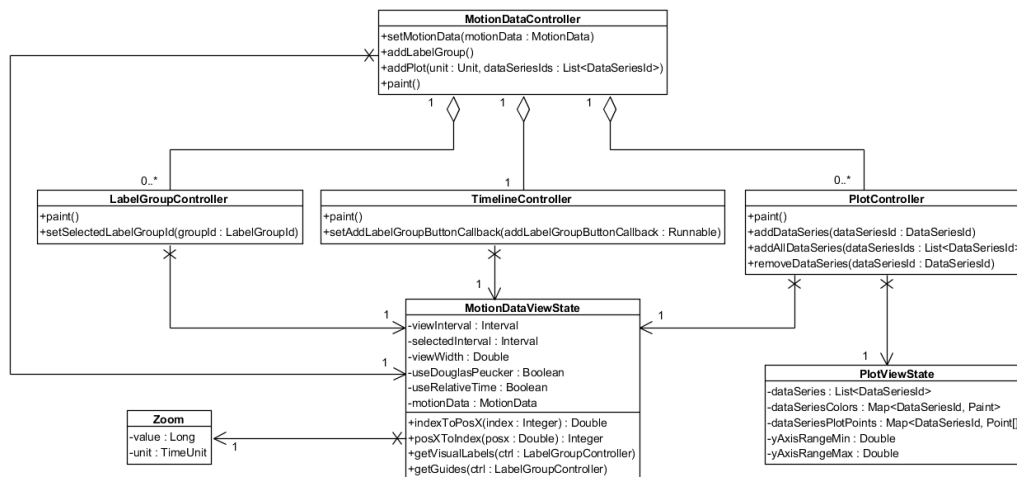 MotionDataController
+setMotionData(motionData : MotionData)
+addLabelGroup()
+addPlot(unit : Unit, dataSeriesIds : List<DataSeriesId>)
+paint()
1
1
1
0..*
1
0..*
LabelGroupController
+paint()
+setSelectedLabelGroupId(groupId : LabelGroupId)
TimelineController
+paint()
+setAddLabelGroupButtonCallback(addLabelGroupButtonCallback : Runnable)
PlotController
+paint()
+addDataSeries(dataSeriesId : DataSeriesId)
+addAllDataSeries(dataSeriesIds : List<DataSeriesId>
+removeDataSeries(dataSeriesId : DataSeriesId)
1
1
1
1
1
MotionDataViewState
-viewInterval : Interval
-selectedInterval : Interval
-viewWidth : Double
-useDouglasPeucker : Boolean
-useRelativeTime : Boolean
-motionData : MotionData
+indexToPosX(index : Integer) : Double
+posXToIndex(posx : Double) : Integer
+getVisualLabels(ctrl : LabelGroupController)
+getGuides(ctrl : LabelGroupController)
PlotViewState
-dataSeries : List<DataSeriesId>
-dataSeriesColors : Map<DataSeriesId, Paint>
-dataSeriesPlotPoints : Map<DataSeriesId, Point[]
-yAxisRangeMin : Double
-yAxisRangeMax : Double
Zoom
-value : Long
-unit : TimeUnit
1